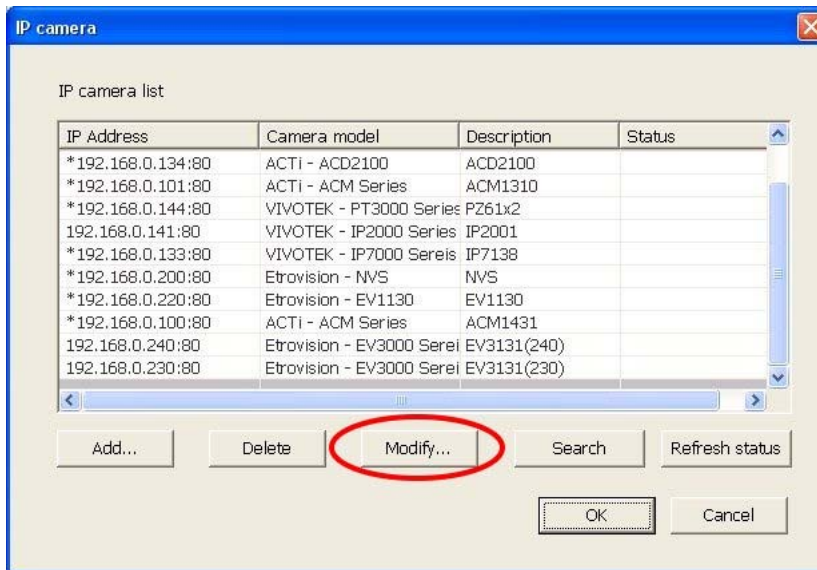 IP camera
IP camera list
IP Address Camera model Description Status
*192.168.0.134:80 ACTi - ACD2100 ACD2100
*192.168.0.101:80 ACTi - ACM Series ACM1310
*192.168.0.144:80 VIVOTEK - PT3000 Series PZ61x2
192.168.0.141:80 VIVOTEK - IP2000 Series IP2001
*192.168.0.133:80 VIVOTEK - IP7000 Sereis IP7138
*192.168.0.200:80 Etrovision - NVS NVS
*192.168.0.220:80 Etrovision - EV1130 EV1130
*192.168.0.100:80 ACTi - ACM Series ACM1431
192.168.0.240:80 Etrovision - EV3000 Serei EV3131(240)
192.168.0.230:80 Etrovision - EV3000 Serei EV3131(230)
Add... Delete Modify... Search Refresh status
OK Cancel